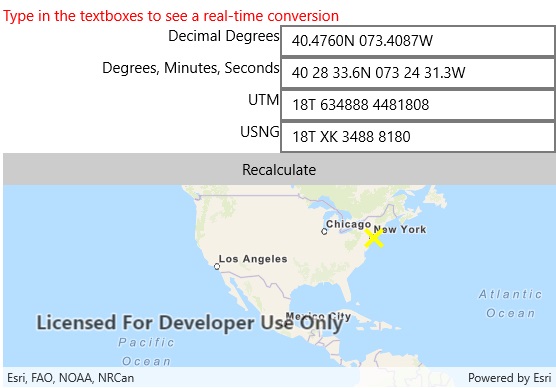 Type in the textboxes to see a real-time conversion
Decimal Degrees 40.4760N 073.4087W
Degrees, Minutes, Seconds 40 28 33.6N 073 24 31.3W
UTM 18T 634888 4481808
USNG 18T XK 3488 8180
Recalculate
Chicago New York
Los Angeles
Atlantic
Ocean
Mexico City
Licensed For Developer Use Only
Pacific
Ocean
Esri, FAO, NOAA, NRCan Powered by Esri